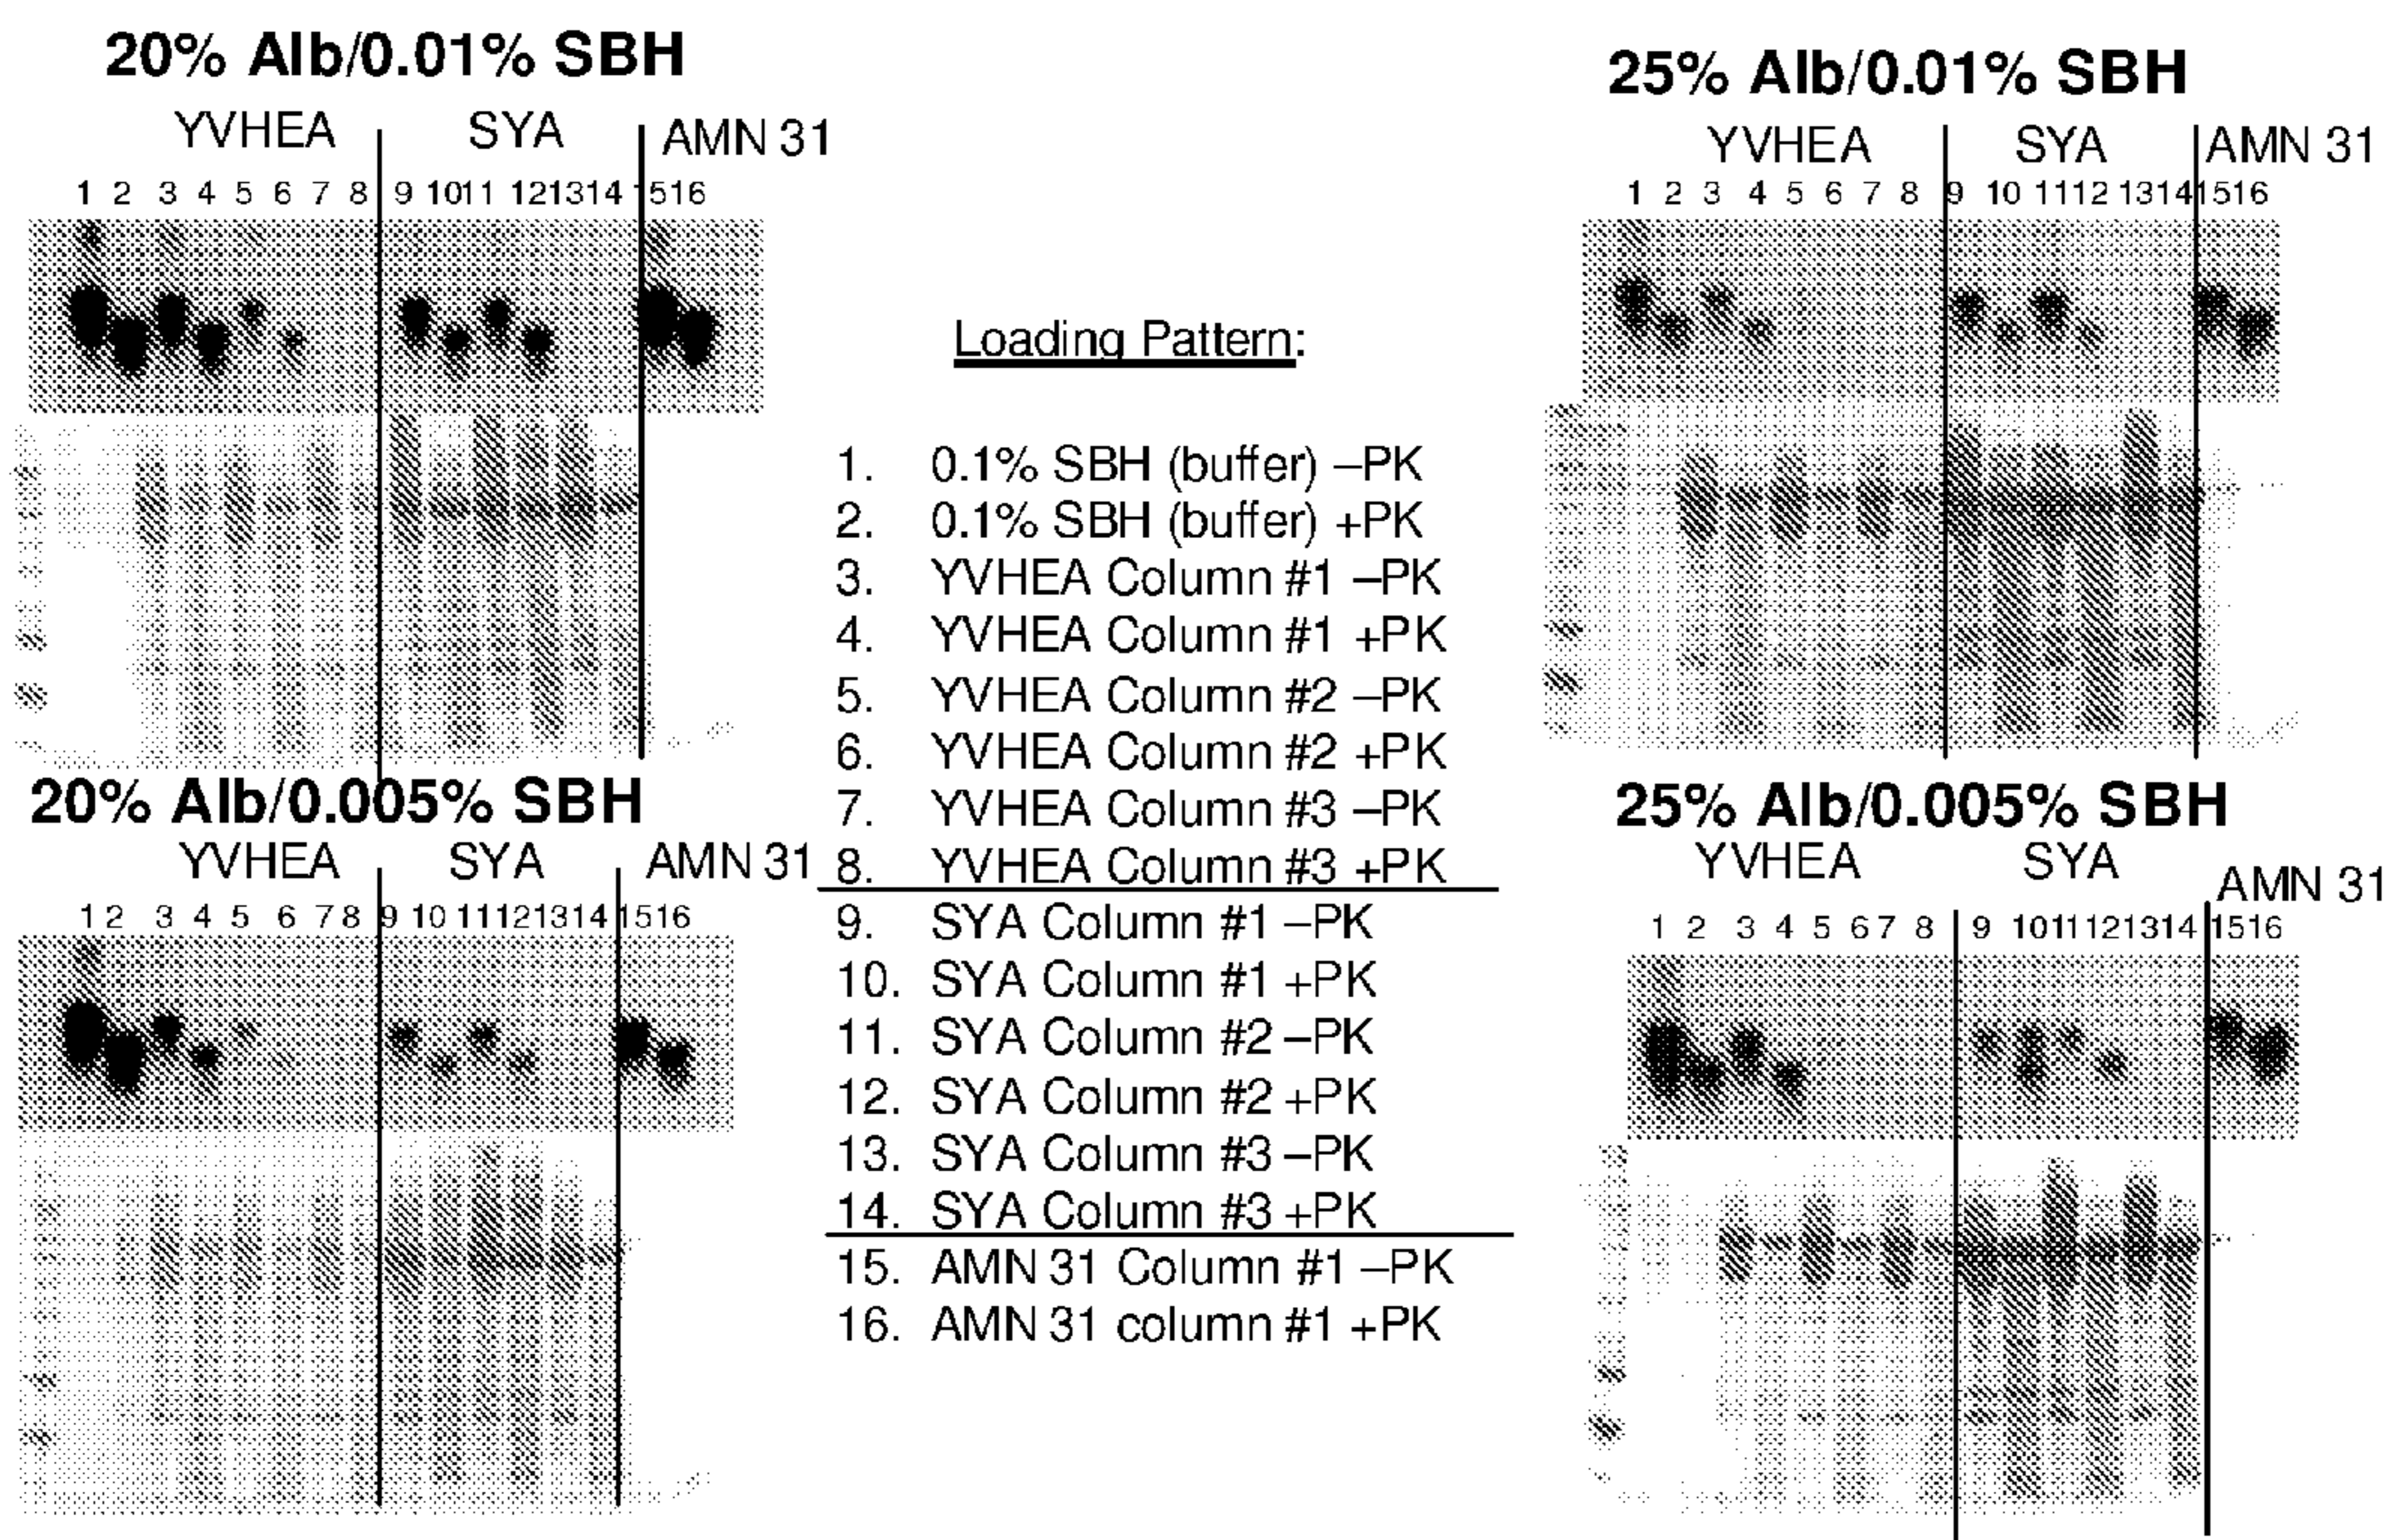 20% Alb/0.01% SBH
YVHEA SYA AMN 31
1 2 3 4 5 6 7 8 9 10 11 12 13 14 15 16
25% Alb/0.01% SBH
YVHEA SYA AMN 31
1 2 3 4 5 6 7 8 9 10 11 12 13 14 15 16
Loading Pattern:
1. 0.1% SBH (buffer) –PK
2. 0.1% SBH (buffer) +PK
3. YVHEA Column #1 –PK
4. YVHEA Column #1 +PK
5. YVHEA Column #2 –PK
6. YVHEA Column #2 +PK
7. YVHEA Column #3 –PK
8. YVHEA Column #3 +PK
9. SYA Column #1 –PK
10. SYA Column #1 +PK
11. SYA Column #2 –PK
12. SYA Column #2 +PK
13. SYA Column #3 –PK
14. SYA Column #3 +PK
15. AMN 31 Column #1 –PK
16. AMN 31 column #1 +PK
20% Alb/0.005% SBH
YVHEA SYA AMN 31
1 2 3 4 5 6 7 8 9 10 11 12 13 14 15 16
25% Alb/0.005% SBH
YVHEA SYA AMN 31
1 2 3 4 5 6 7 8 9 10 11 12 13 14 15 16